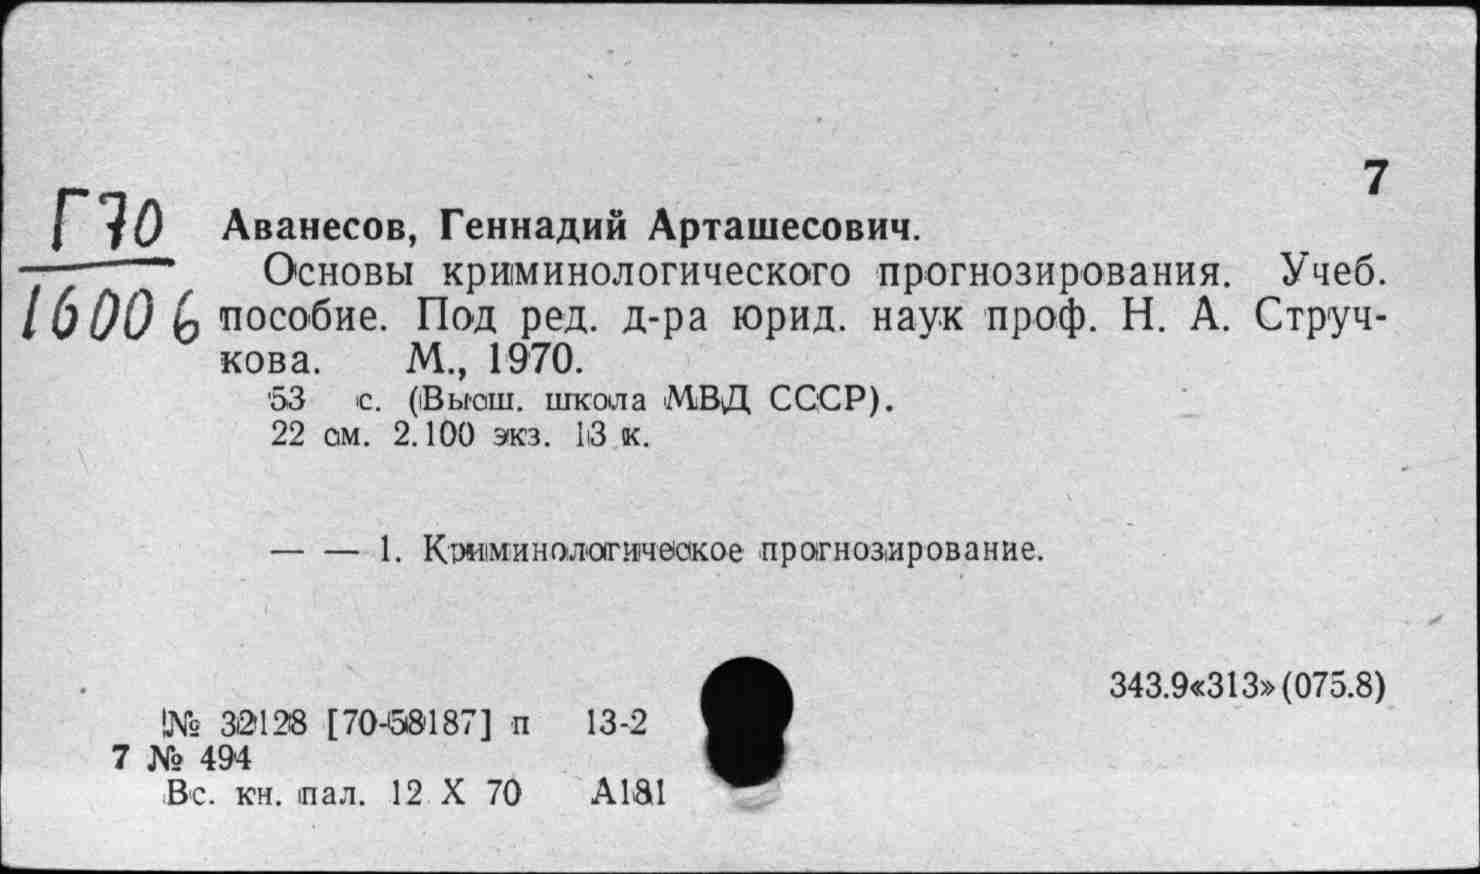 7
Г70
16006
Аванесов, Геннадий Арташесович.
Основы криминологического прогнозирования. Учеб.
пособие. Под ред. д-ра юрид. наук проф. Н. А. Струч-
кова. М., 1970.
53 с. (Высш. школа МВД СССР).
22 см. 2.100 экз. 13 к.
— — 1. Криминологическое прогнозирование.
343.9«313»(075.8)
№ 32128 [70-58187] п 13-2
7 № 494
Вс. кн. пал. 12 X 70 А181